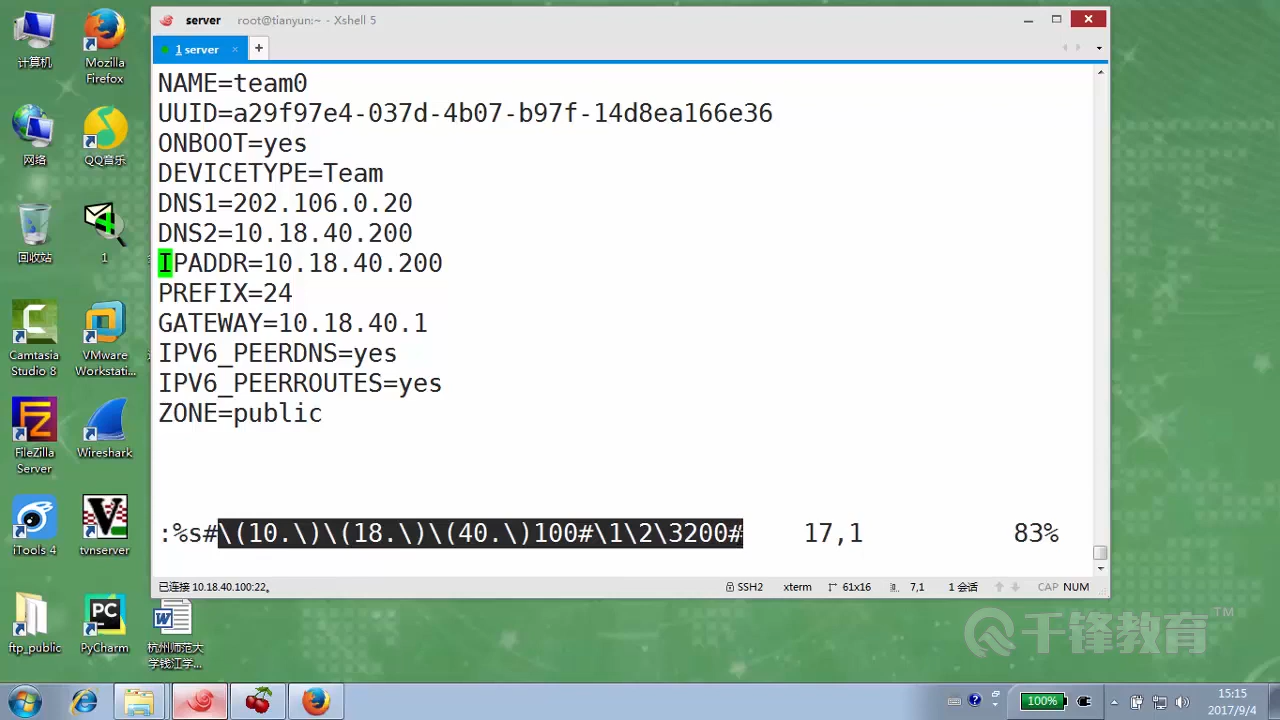 server root@tianyun:~ - Xshell 5
1 server × +
NAME=team0
UUID=a29f97e4-037d-4b07-b97f-14d8ea166e36
ONBOOT=yes
DEVICETYPE=Team
DNS1=202.106.0.20
DNS2=10.18.40.200
IPADDR=10.18.40.200
PREFIX=24
GATEWAY=10.18.40.1
IPV6_PEERDNS=yes
IPV6_PEERROUTES=yes
ZONE=public
:%s#\(10.\)\(18.\)\(40.\)100#\1\2\3200# 17,1 83%
已连接 10.18.40.100:22。 SSH2 xterm 61x16 7,1 1 会话 CAP NUM
计算机
Mozilla
Firefox
网络
QQ音乐
回收站
1
Camtasia
Studio 8
VMware
Workstati...
FileZilla
Server
Wireshark
iTools 4
tvnserver
ftp_public
PyCharm
杭州师范大
学钱江学...
千锋教育™
100%
15:15
2017/9/4